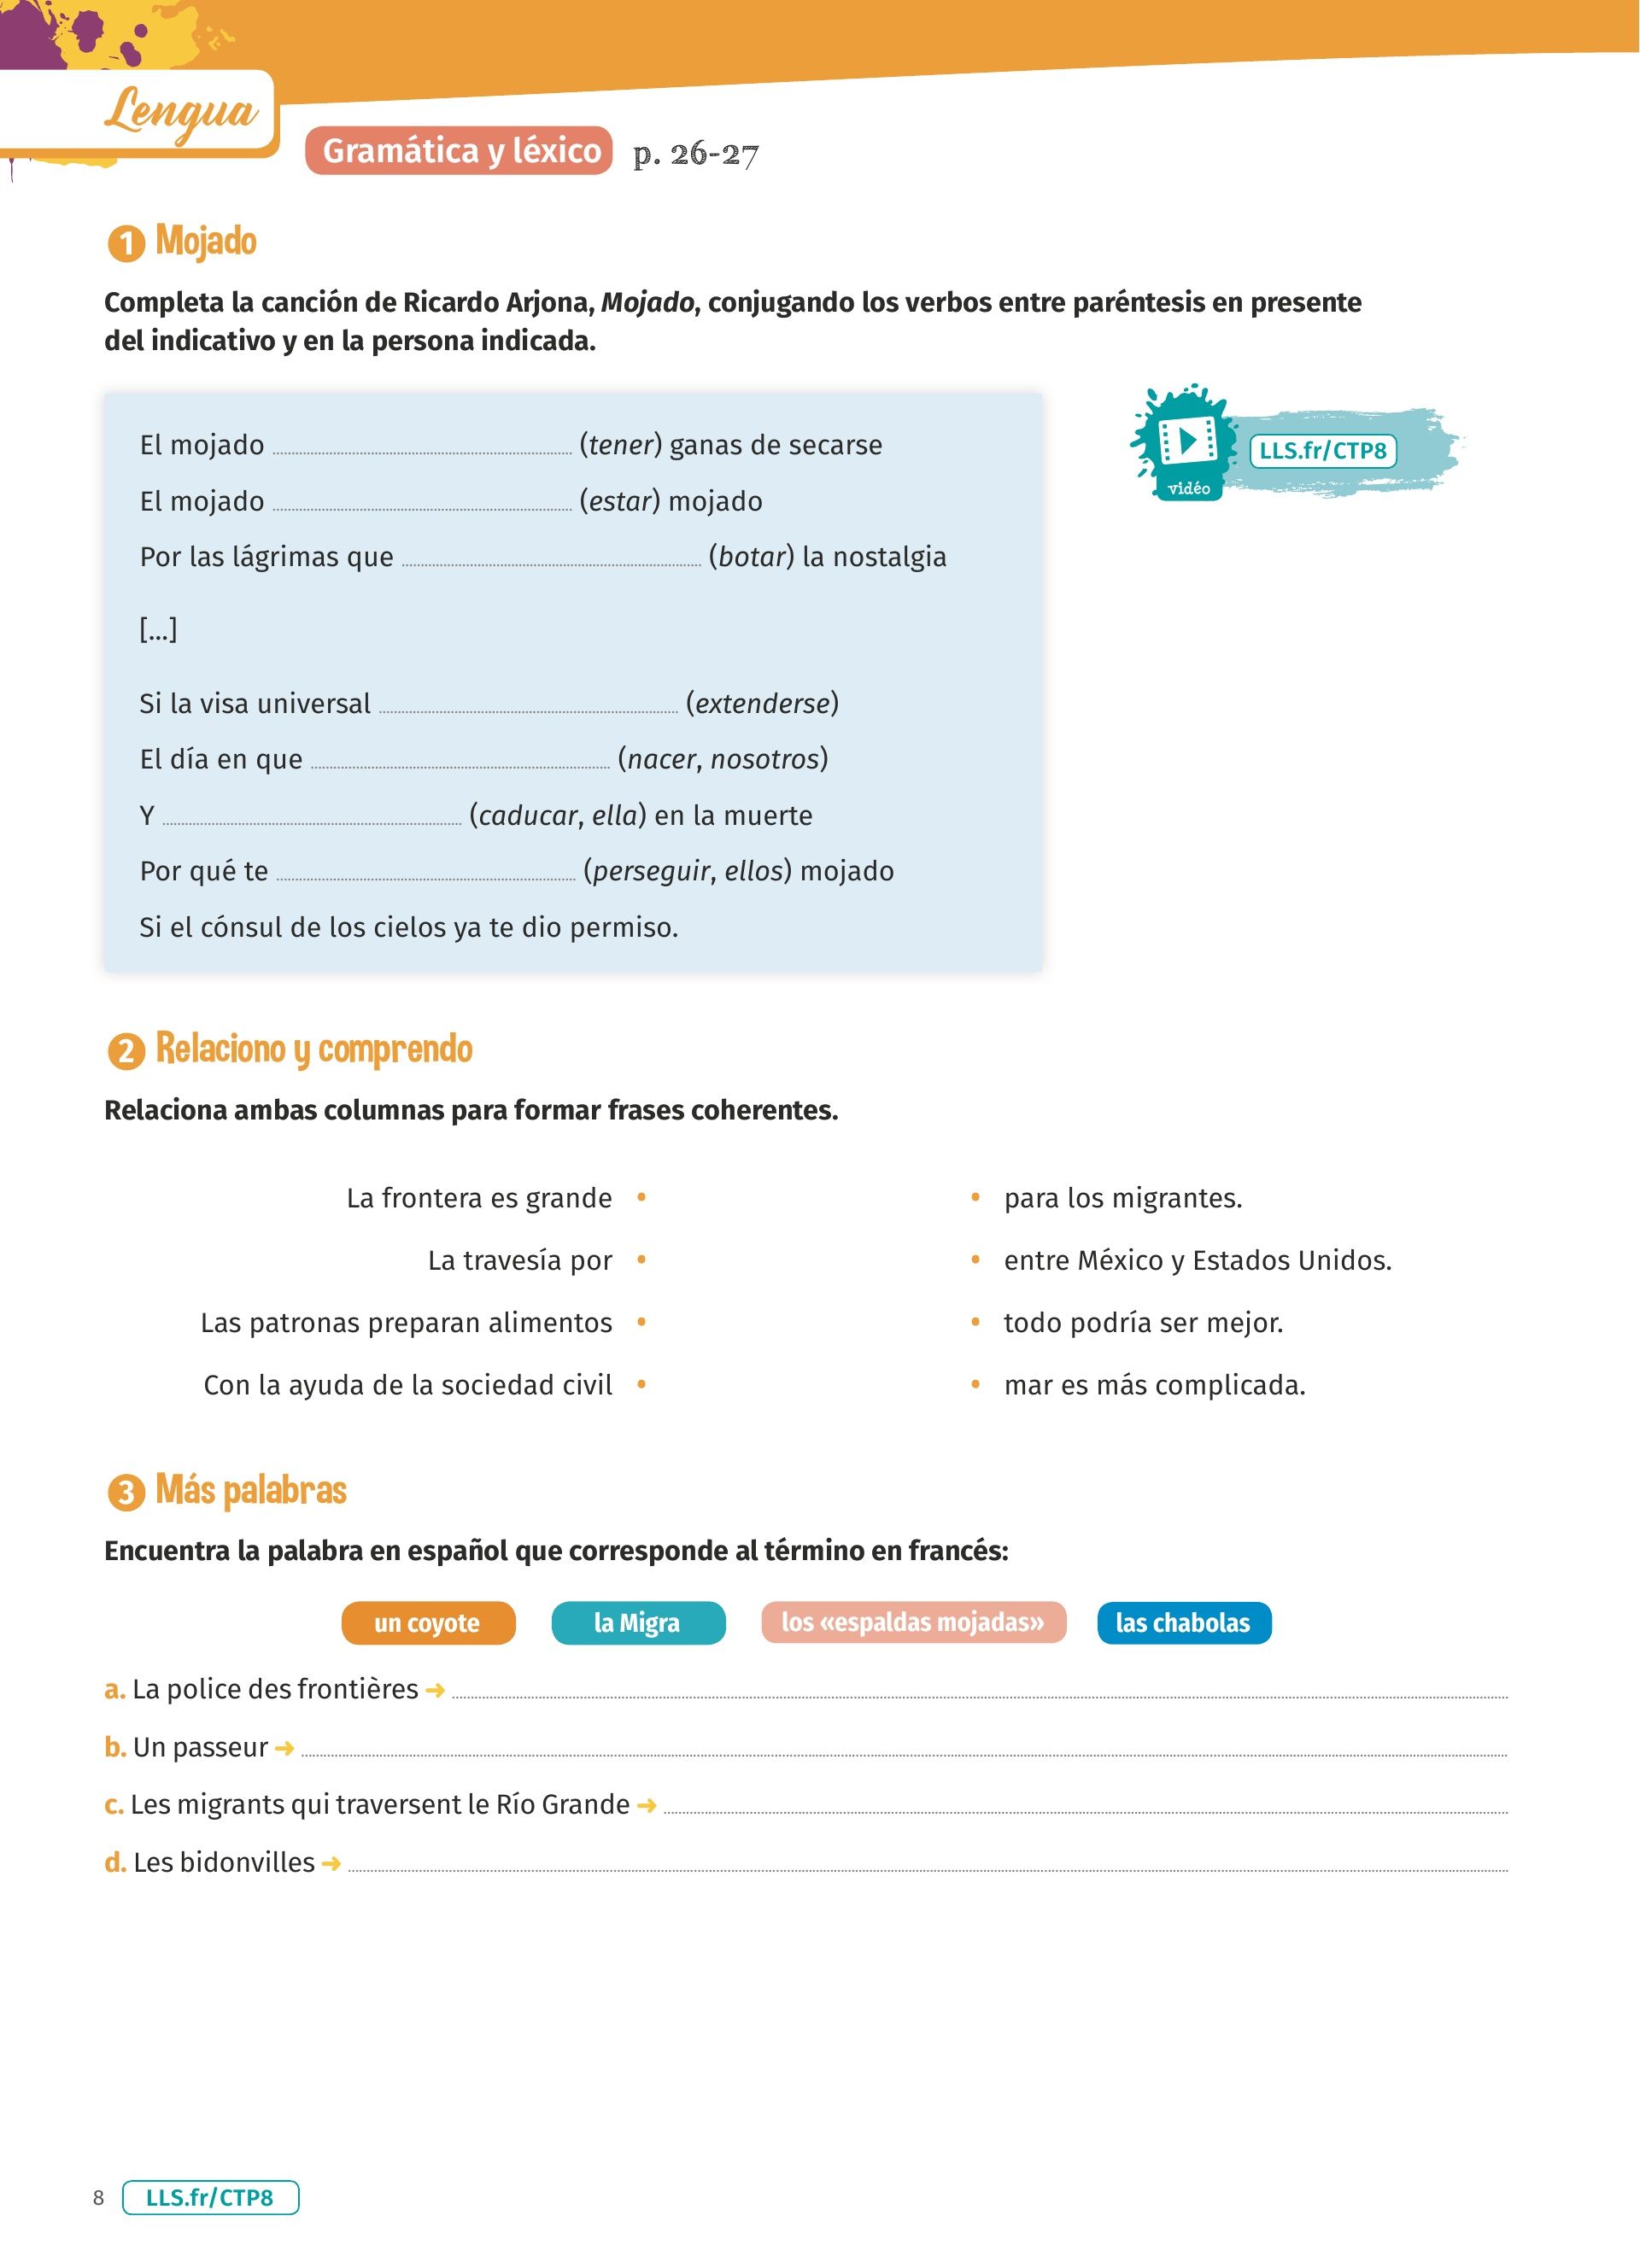 Lengua
Gramática y léxico p. 26-27
1 Mojado
Completa la canción de Ricardo Arjona, Mojado, conjugando los verbos entre paréntesis en presente
del indicativo y en la persona indicada.
El mojado ........ (tener) ganas de secarse
El mojado ........ (estar) mojado
Por las lágrimas que ........ (botar) la nostalgia
[...]
Si la visa universal ........ (extenderse)
El día en que ........ (nacer, nosotros)
Y ........ (caducar, ella) en la muerte
Por qué te ........ (perseguir, ellos) mojado
Si el cónsul de los cielos ya te dio permiso.
LLS.fr/CTP8
vidéo
2 Relaciono y comprendo
Relaciona ambas columnas para formar frases coherentes.
La frontera es grande • • para los migrantes.
La travesía por • • entre México y Estados Unidos.
Las patronas preparan alimentos • • todo podría ser mejor.
Con la ayuda de la sociedad civil • • mar es más complicada.
3 Más palabras
Encuentra la palabra en español que corresponde al término en francés:
un coyote la Migra los «espaldas mojadas» las chabolas
a. La police des frontières ➜ ........
b. Un passeur ➜ ........
c. Les migrants qui traversent le Río Grande ➜ ........
d. Les bidonvilles ➜ ........
8 LLS.fr/CTP8